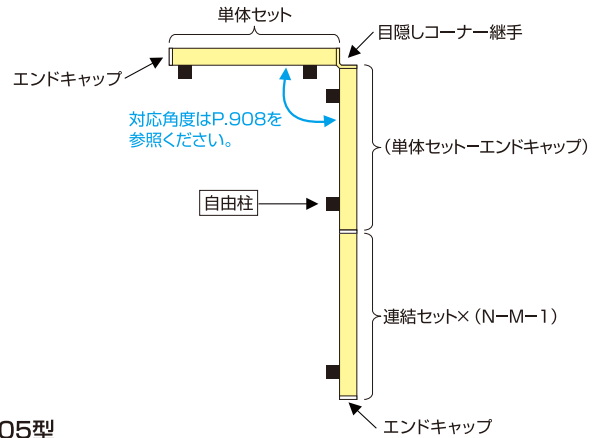 単体セット
目隠しコーナー継手
エンドキャップ
対応角度はP.908を
参照ください。
(単体セットーエンドキャップ)
自由柱
連結セット×(N−M−1)
エンドキャップ
05型